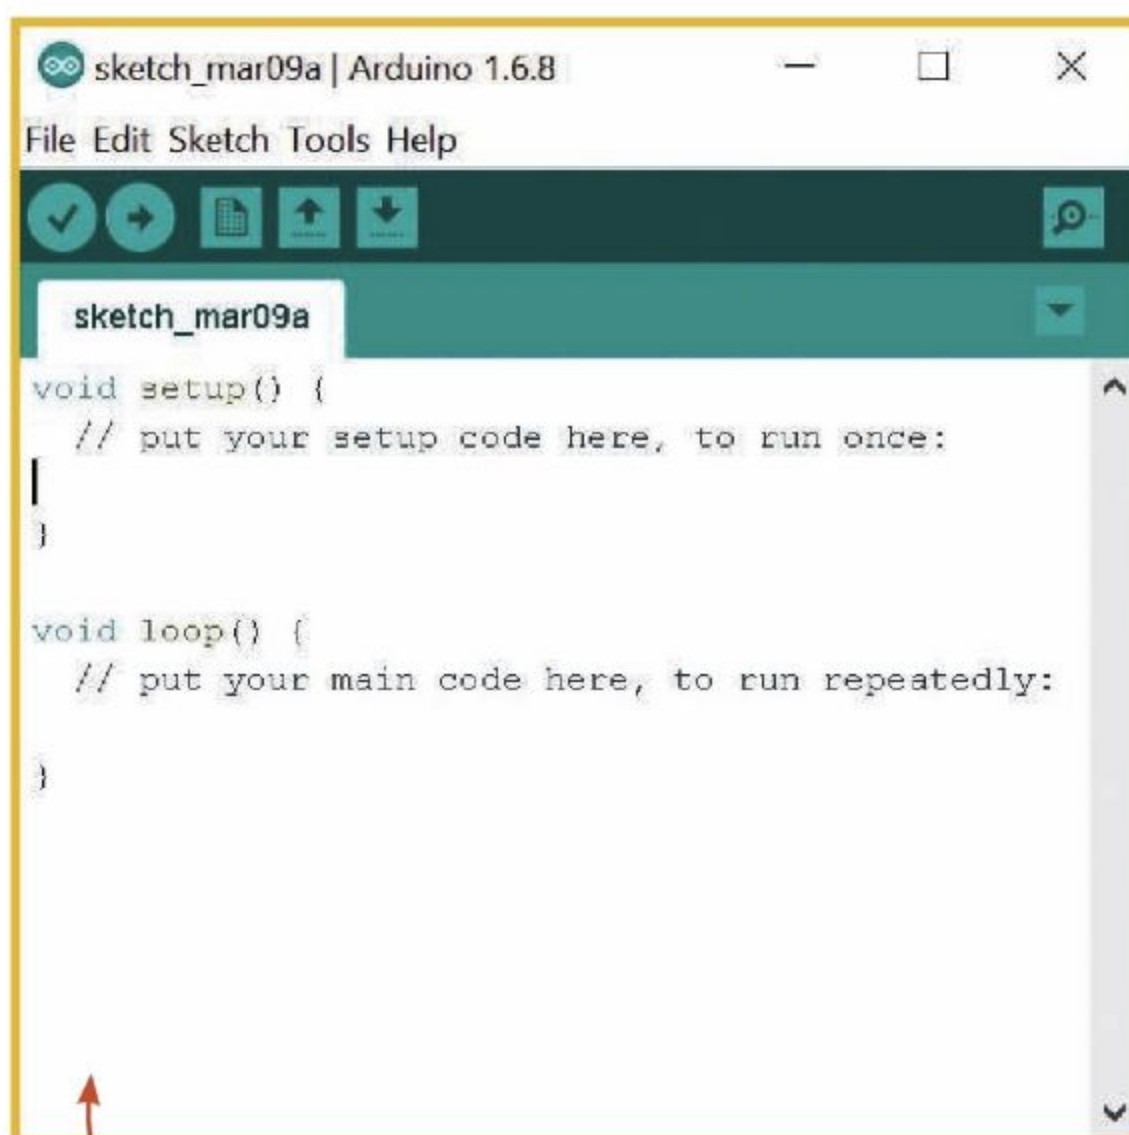 sketch_mar09a | Arduino 1.6.8
File Edit Sketch Tools Help
sketch_mar09a
void setup() {
  // put your setup code here, to run once:

}

void loop() {
  // put your main code here, to run repeatedly:

}